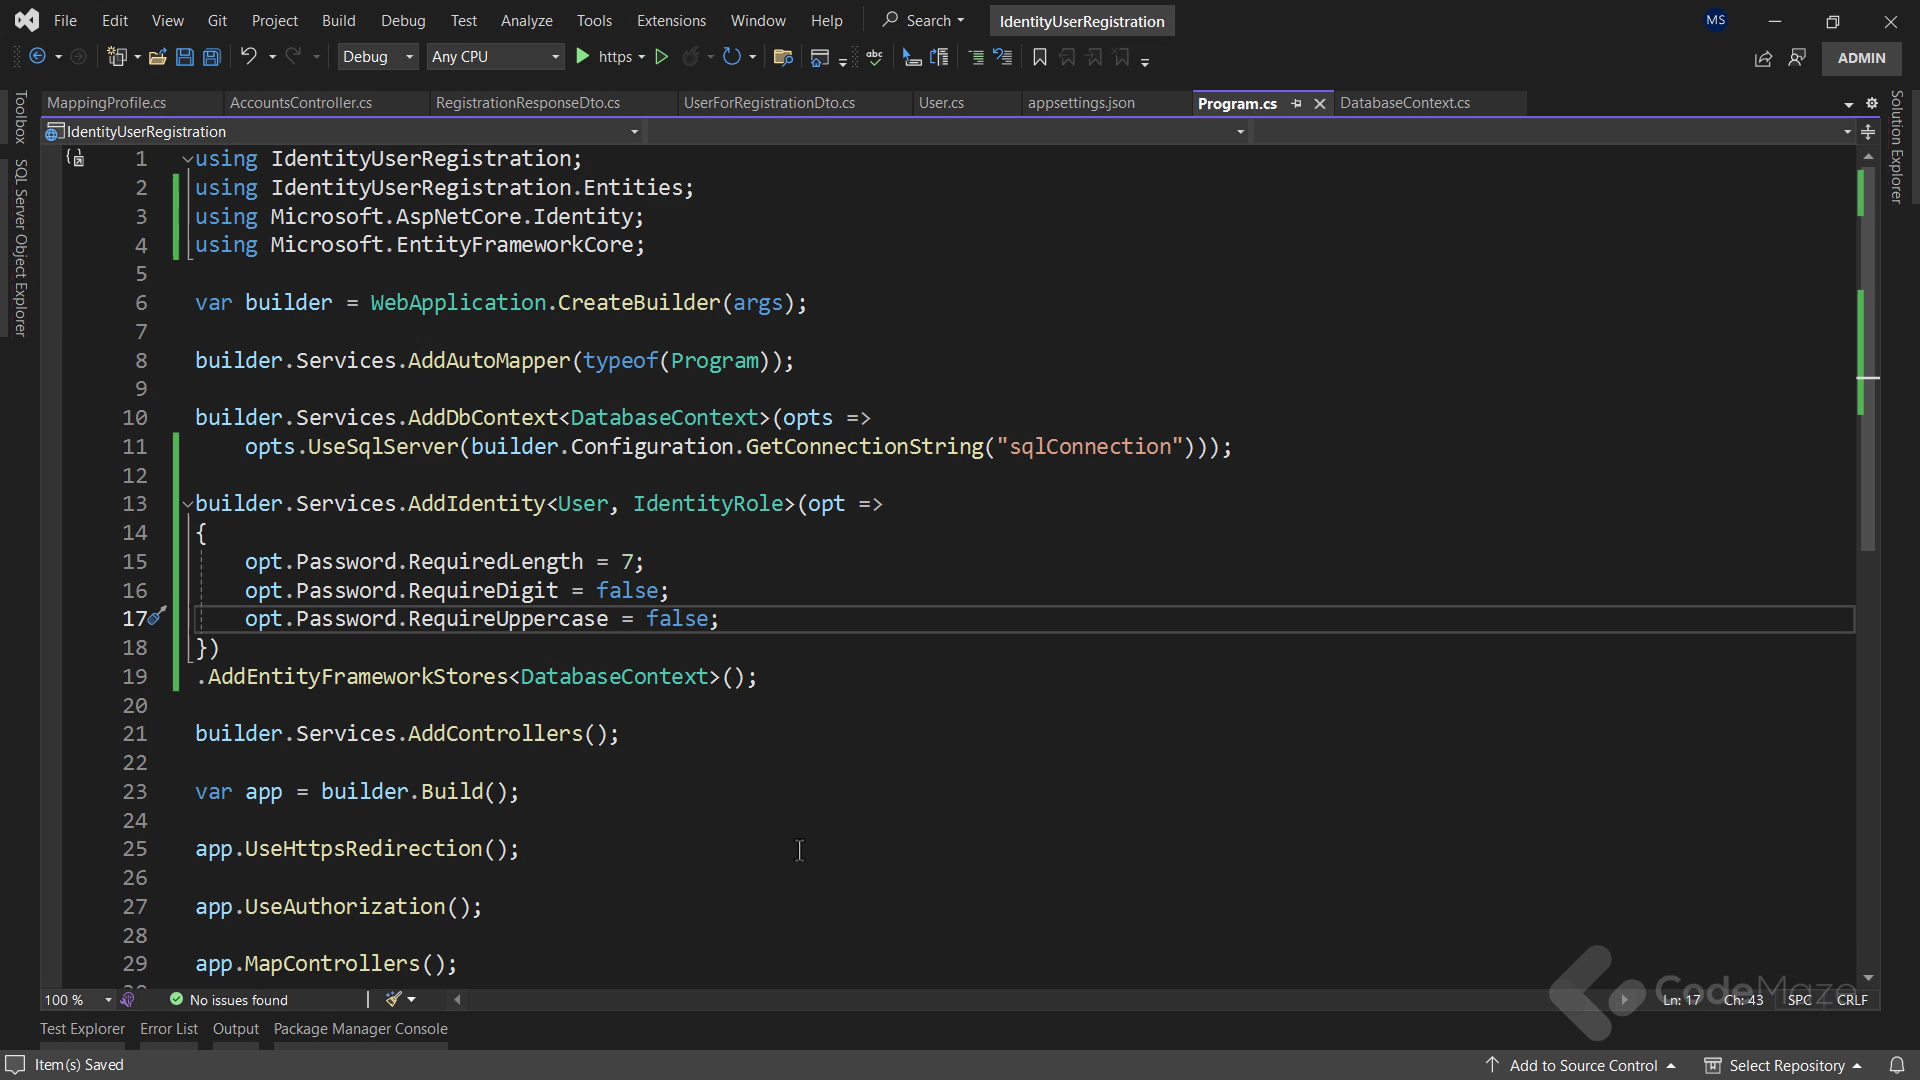 File Edit View Git Project Build Debug Test Analyze Tools Extensions Window Help Search IdentityUserRegistration MS
Debug Any CPU https abc ADMIN
MappingProfile.cs AccountsController.cs RegistrationResponseDto.cs UserForRegistrationDto.cs User.cs appsettings.json Program.cs DatabaseContext.cs
IdentityUserRegistration
Toolbox
SQL Server Object Explorer
Solution Explorer
1 using IdentityUserRegistration;
2 using IdentityUserRegistration.Entities;
3 using Microsoft.AspNetCore.Identity;
4 using Microsoft.EntityFrameworkCore;
5
6 var builder = WebApplication.CreateBuilder(args);
7
8 builder.Services.AddAutoMapper(typeof(Program));
9
10 builder.Services.AddDbContext<DatabaseContext>(opts =>
11 opts.UseSqlServer(builder.Configuration.GetConnectionString("sqlConnection")));
12
13 builder.Services.AddIdentity<User, IdentityRole>(opt =>
14 {
15 opt.Password.RequiredLength = 7;
16 opt.Password.RequireDigit = false;
17 opt.Password.RequireUppercase = false;
18 })
19 .AddEntityFrameworkStores<DatabaseContext>();
20
21 builder.Services.AddControllers();
22
23 var app = builder.Build();
24
25 app.UseHttpsRedirection();
26
27 app.UseAuthorization();
28
29 app.MapControllers();
CodeMaze
100 % No issues found Ln: 17 Ch: 43 SPC CRLF
Test Explorer Error List Output Package Manager Console
Item(s) Saved Add to Source Control Select Repository